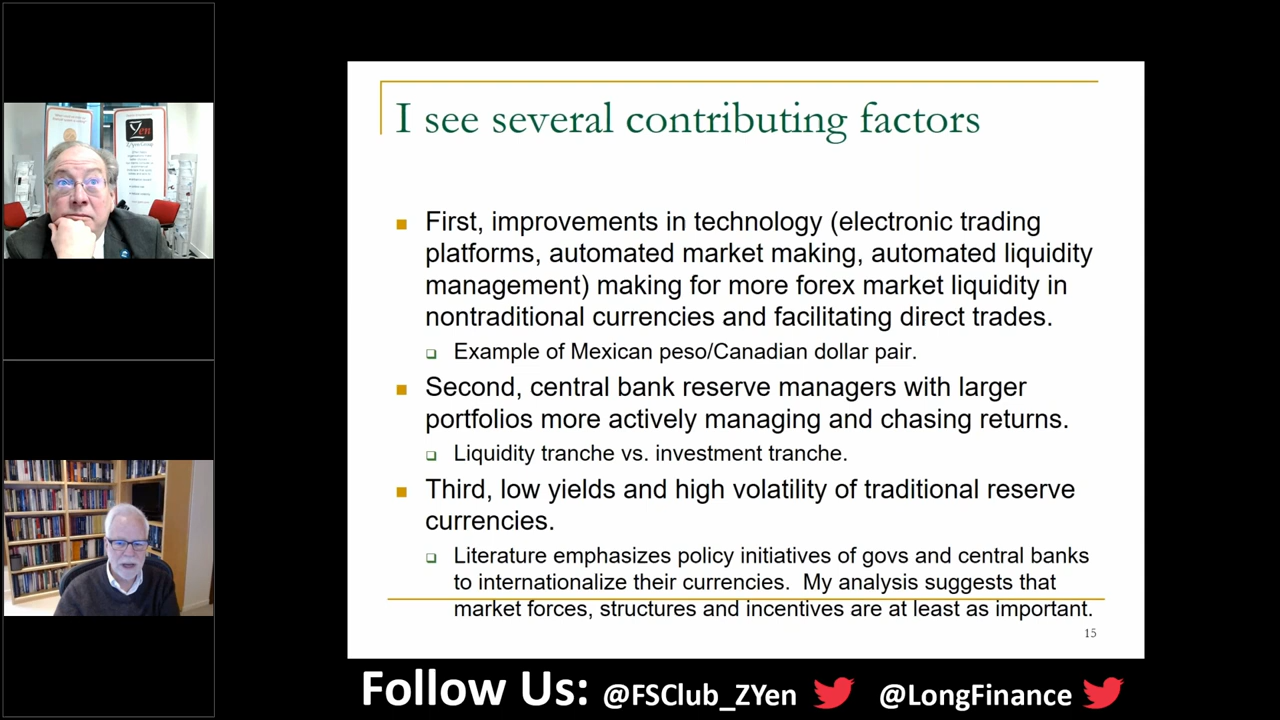 Zyen
I see several contributing factors
First, improvements in technology (electronic trading
platforms, automated market making, automated liquidity
management) making for more forex market liquidity in
nontraditional currencies and facilitating direct trades.
Example of Mexican peso/Canadian dollar pair.
Second, central bank reserve managers with larger
portfolios more actively managing and chasing returns.
Liquidity tranche vs. investment tranche.
Third, low yields and high volatility of traditional reserve
currencies.
Literature emphasizes policy initiatives of govs and central banks
to internationalize their currencies. My analysis suggests that
market forces, structures and incentives are at least as important.
15
Follow Us: @FSClub_ZYen @LongFinance